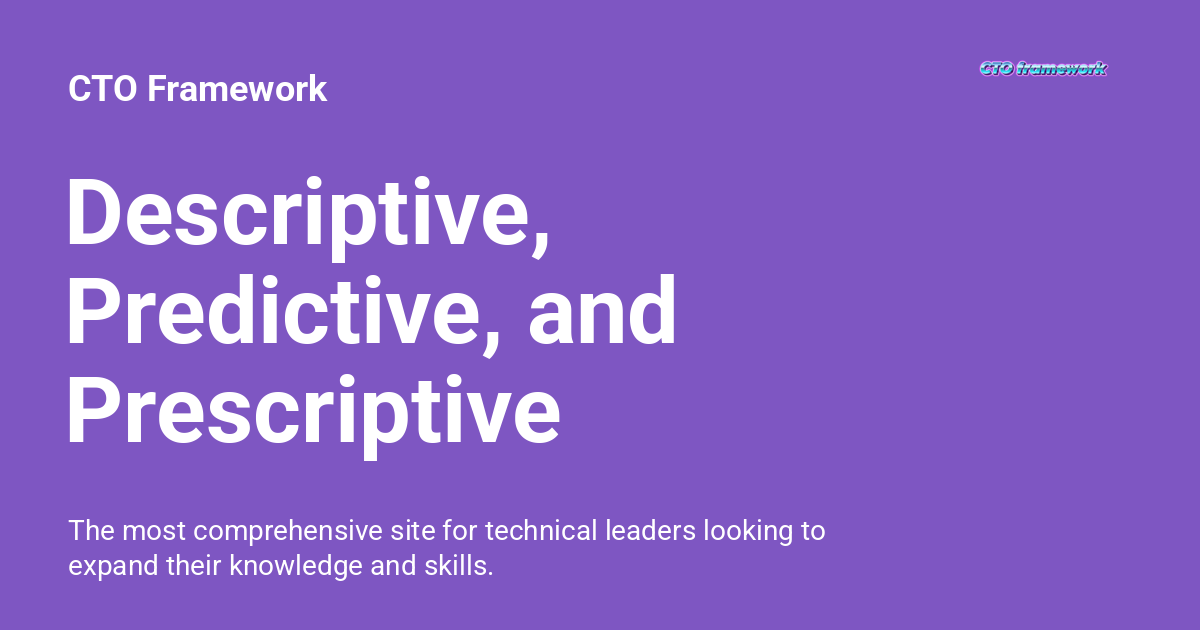 CTO Framework
CTO framework
Descriptive,
Predictive, and
Prescriptive
The most comprehensive site for technical leaders looking to
expand their knowledge and skills.